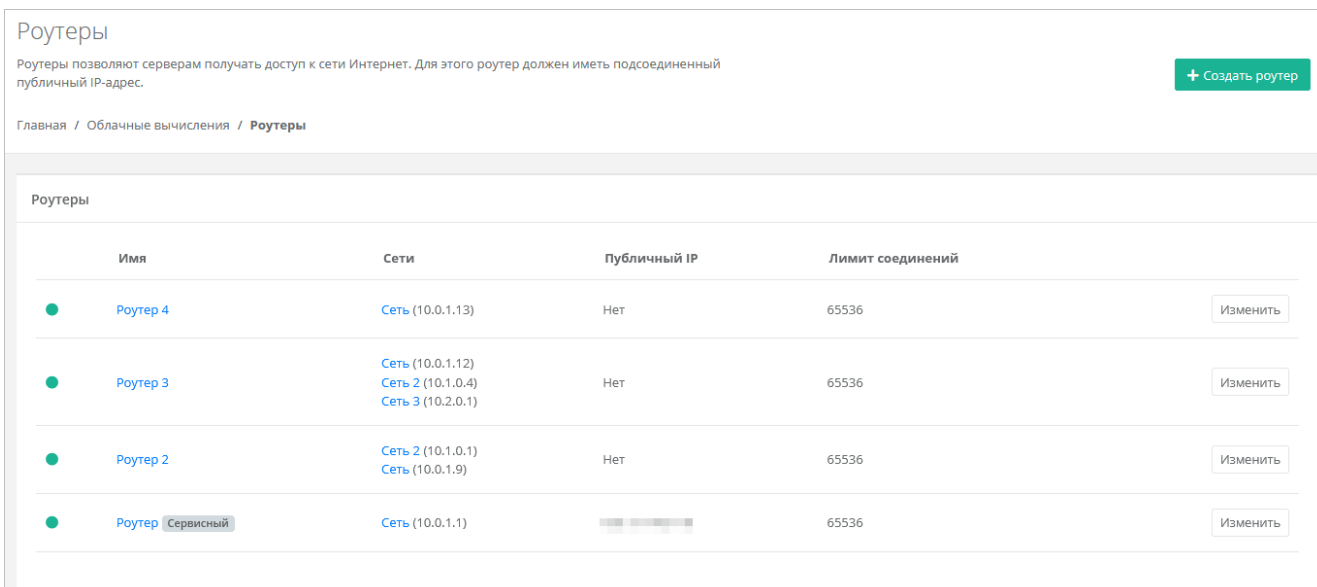 Роутеры
Роутеры позволяют серверам получать доступ к сети Интернет. Для этого роутер должен иметь подсоединенный
публичный IP-адрес.
+ Создать роутер
Главная / Облачные вычисления / Роутеры
Роутеры
Имя Сети Публичный IP Лимит соединений
Роутер 4 Сеть (10.0.1.13) Нет 65536 Изменить
Сеть (10.0.1.12)
Роутер 3 Сеть 2 (10.1.0.4) Нет 65536 Изменить
Сеть 3 (10.2.0.1)
Сеть 2 (10.1.0.1)
Роутер 2 Нет 65536 Изменить
Сеть (10.0.1.9)
Роутер Сервисный Сеть (10.0.1.1) 65536 Изменить